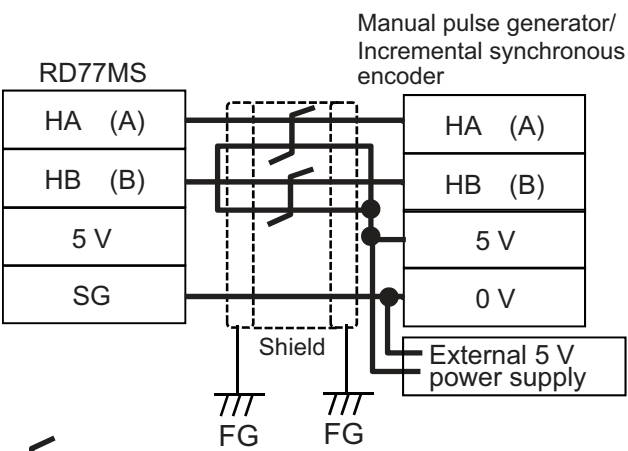 Manual pulse generator/
Incremental synchronous
encoder
RD77MS
HA (A)
HB (B)
5 V
SG
HA (A)
HB (B)
5 V
0 V
External 5 V
power supply
Shield
FG
FG